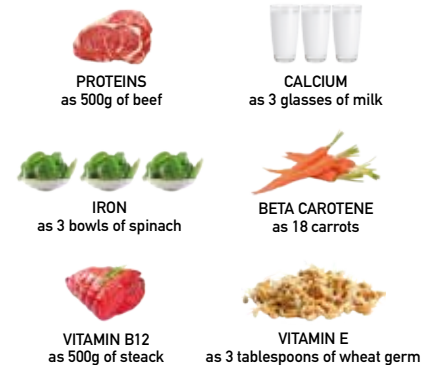 PROTEINS
as 500g of beef
CALCIUM
as 3 glasses of milk
IRON
as 3 bowls of spinach
BETA CAROTENE
as 18 carrots
VITAMIN B12
as 500g of steack
VITAMIN E
as 3 tablespoons of wheat germ